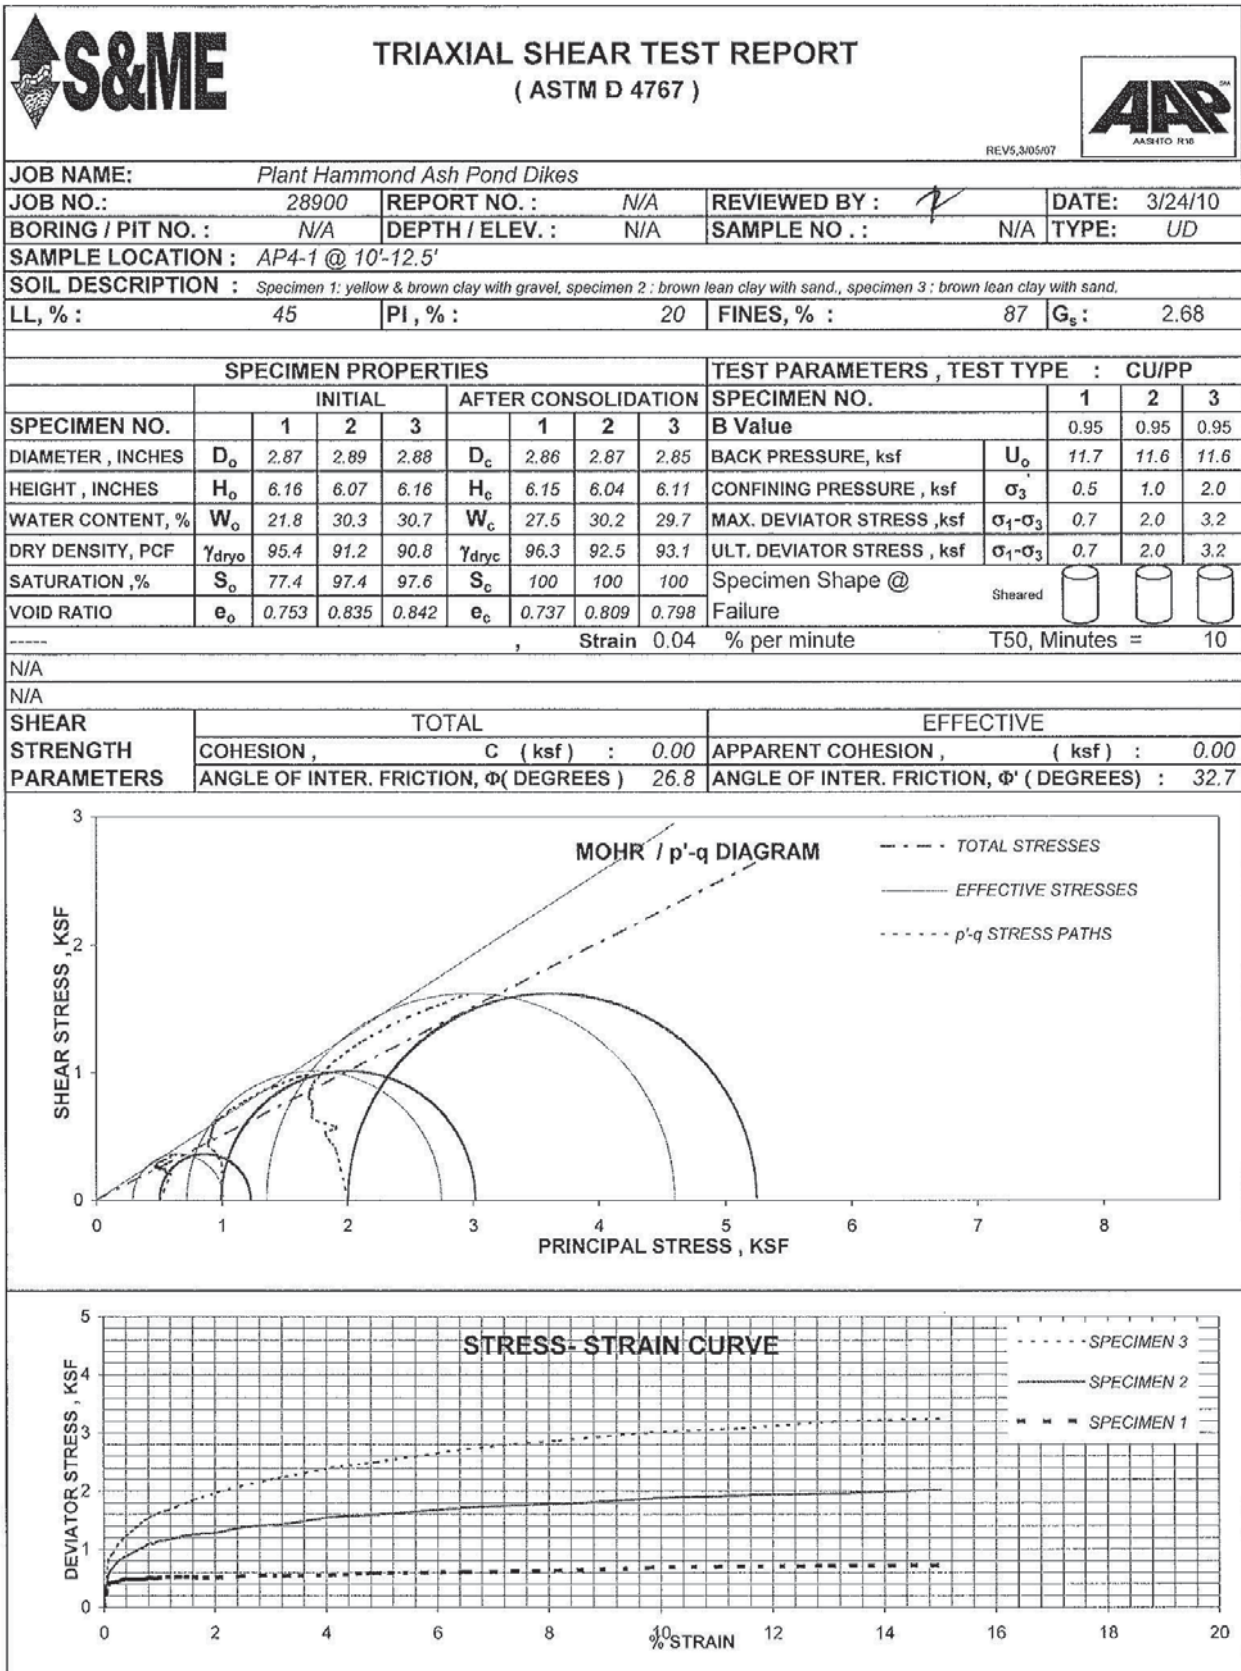 S&ME
TRIAXIAL SHEAR TEST REPORT
( ASTM D 4767 )
AAP SM
AASHTO R18
REV5,3/05/07
JOB NAME: Plant Hammond Ash Pond Dikes
JOB NO.: 28900 REPORT NO. : N/A REVIEWED BY : DATE: 3/24/10
BORING / PIT NO. : N/A DEPTH / ELEV. : N/A SAMPLE NO . : N/A TYPE: UD
SAMPLE LOCATION : AP4-1 @ 10'-12.5'
SOIL DESCRIPTION : Specimen 1: yellow & brown clay with gravel, specimen 2 : brown lean clay with sand., specimen 3 : brown lean clay with sand,
LL, % : 45 PI , % : 20 FINES, % : 87 Gs : 2.68
SPECIMEN PROPERTIES TEST PARAMETERS , TEST TYPE : CU/PP
INITIAL AFTER CONSOLIDATION SPECIMEN NO. 1 2 3
SPECIMEN NO. 1 2 3 1 2 3 B Value 0.95 0.95 0.95
DIAMETER , INCHES Do 2.87 2.89 2.88 Dc 2.86 2.87 2.85 BACK PRESSURE, ksf Uo 11.7 11.6 11.6
HEIGHT , INCHES Ho 6.16 6.07 6.16 Hc 6.15 6.04 6.11 CONFINING PRESSURE , ksf σ3' 0.5 1.0 2.0
WATER CONTENT, % Wo 21.8 30.3 30.7 Wc 27.5 30.2 29.7 MAX. DEVIATOR STRESS ,ksf σ1-σ3 0.7 2.0 3.2
DRY DENSITY, PCF γdryo 95.4 91.2 90.8 γdryc 96.3 92.5 93.1 ULT. DEVIATOR STRESS , ksf σ1-σ3 0.7 2.0 3.2
SATURATION ,% So 77.4 97.4 97.6 Sc 100 100 100 Specimen Shape @ Sheared
VOID RATIO eo 0.753 0.835 0.842 ec 0.737 0.809 0.798 Failure
----- , Strain 0.04 % per minute T50, Minutes = 10
N/A
N/A
SHEAR TOTAL EFFECTIVE
STRENGTH COHESION , C ( ksf ) : 0.00 APPARENT COHESION , ( ksf ) : 0.00
PARAMETERS ANGLE OF INTER. FRICTION, Φ( DEGREES ) 26.8 ANGLE OF INTER. FRICTION, Φ' ( DEGREES) : 32.7
MOHR / p'-q DIAGRAM
TOTAL STRESSES
EFFECTIVE STRESSES
p'-q STRESS PATHS
SHEAR STRESS , KSF
3
2
1
0
0 1 2 3 4 5 6 7 8
PRINCIPAL STRESS , KSF
STRESS- STRAIN CURVE
SPECIMEN 3
SPECIMEN 2
SPECIMEN 1
DEVIATOR STRESS , KSF
5
4
3
2
1
0
0 2 4 6 8 10 12 14 16 18 20
% STRAIN